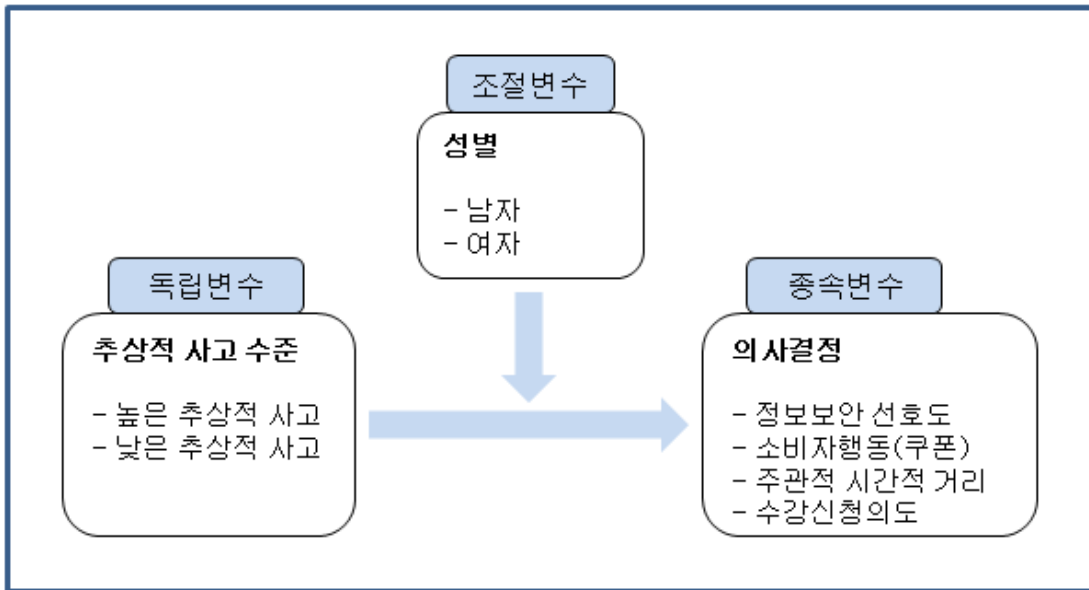 조절변수
성별
- 남자
- 여자
독립변수
추상적 사고 수준
- 높은 추상적 사고
- 낮은 추상적 사고
종속변수
의사결정
- 정보보안 선호도
- 소비자행동(쿠폰)
- 주관적 시간적 거리
- 수강신청의도